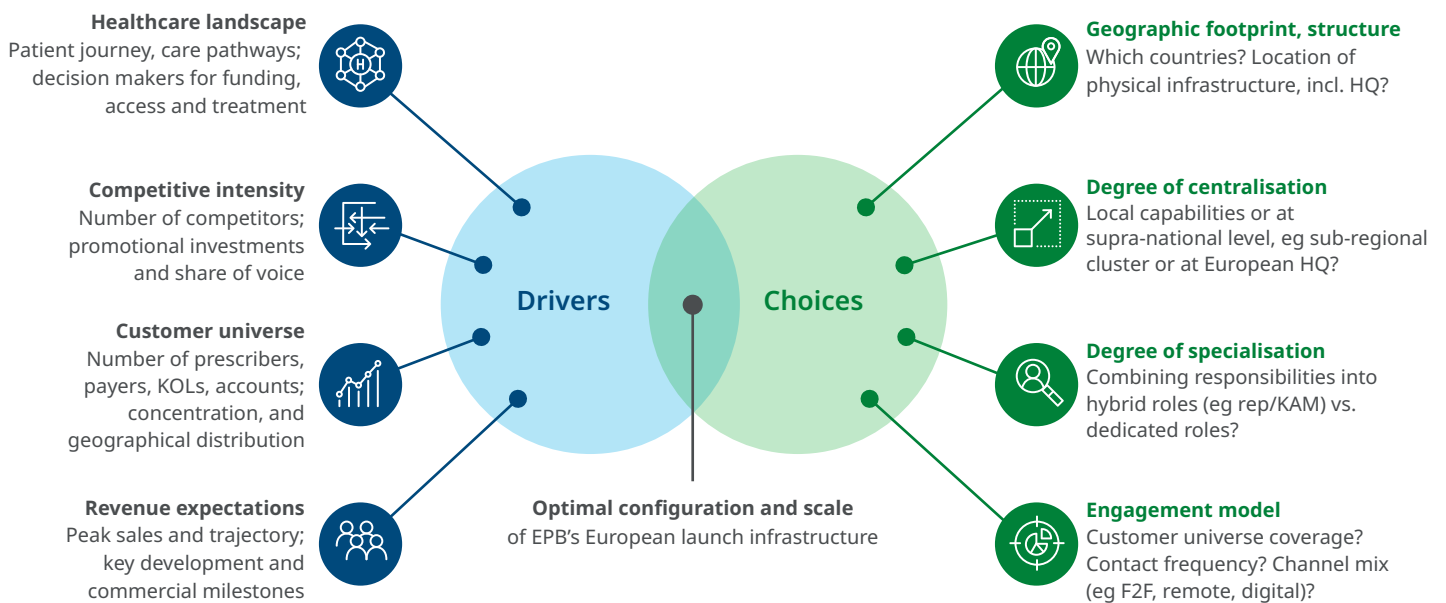 Healthcare landscape
Patient journey, care pathways;
decision makers for funding,
access and treatment
Competitive intensity
Number of competitors;
promotional investments
and share of voice
Customer universe
Number of prescribers,
payers, KOLs, accounts;
concentration, and
geographical distribution
Revenue expectations
Peak sales and trajectory;
key development and
commercial milestones
H
Drivers
Choices
Optimal configuration and scale
of EPB’s European launch infrastructure
Geographic footprint, structure
Which countries? Location of
physical infrastructure, incl. HQ?
Degree of centralisation
Local capabilities or at
supra-national level, eg sub-regional
cluster or at European HQ?
Degree of specialisation
Combining responsibilities into
hybrid roles (eg rep/KAM) vs.
dedicated roles?
Engagement model
Customer universe coverage?
Contact frequency? Channel mix
(eg F2F, remote, digital)?